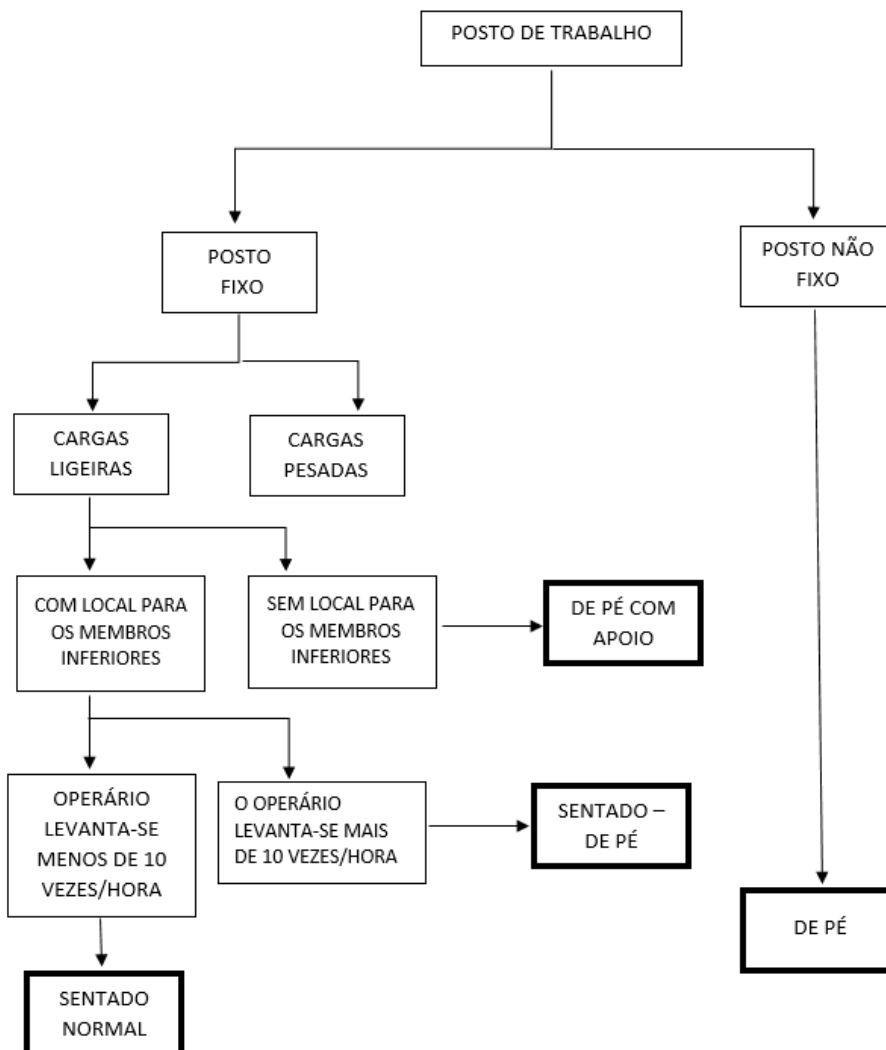 POSTO DE TRABALHO
POSTO
FIXO
POSTO NÃO
FIXO
CARGAS
LIGEIRAS
CARGAS
PESADAS
COM LOCAL PARA
OS MEMBROS
INFERIORES
SEM LOCAL PARA
OS MEMBROS
INFERIORES
DE PÉ COM
APOIO
OPERÁRIO
LEVANTA-SE
MENOS DE 10
VEZES/HORA
O OPERÁRIO
LEVANTA-SE MAIS
DE 10 VEZES/HORA
SENTADO –
DE PÉ
DE PÉ
SENTADO
NORMAL